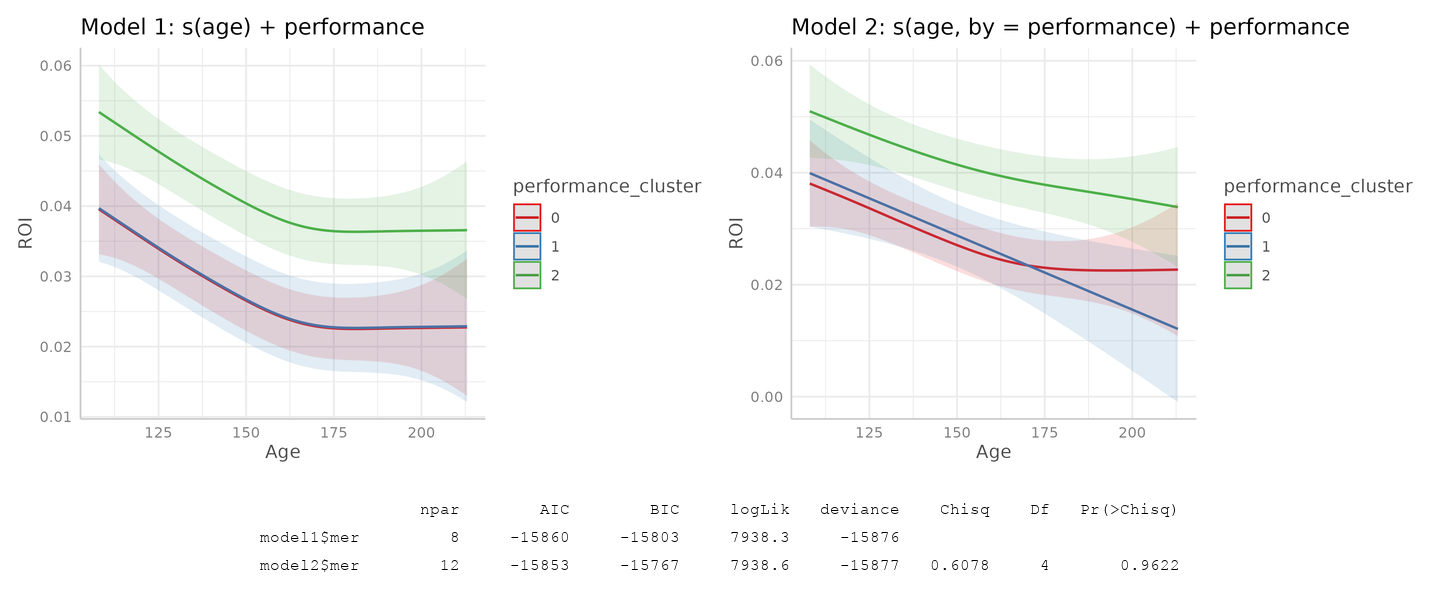 Model 1: s(age) + performance
0.06
0.05
0.04
0.03
0.02
0.01
ROI
125 150 175 200
Age
performance_cluster
0
1
2
Model 2: s(age, by = performance) + performance
0.06
0.04
0.02
0.00
ROI
125 150 175 200
Age
performance_cluster
0
1
2
npar AIC BIC logLik deviance Chisq Df Pr(>Chisq)
model1$mer 8 -15860 -15803 7938.3 -15876
model2$mer 12 -15853 -15767 7938.6 -15877 0.6078 4 0.9622